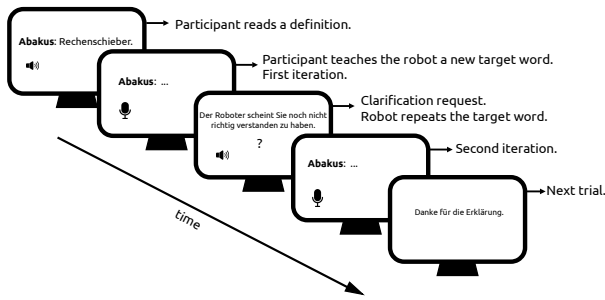 Abakus: Rechenschieber.
Participant reads a definition.
Abakus: ...
Participant teaches the robot a new target word.
First iteration.
Der Roboter scheint Sie noch nicht
richtig verstanden zu haben.
?
Clarification request.
Robot repeats the target word.
Abakus: ...
Second iteration.
Danke für die Erklärung.
Next trial.
time